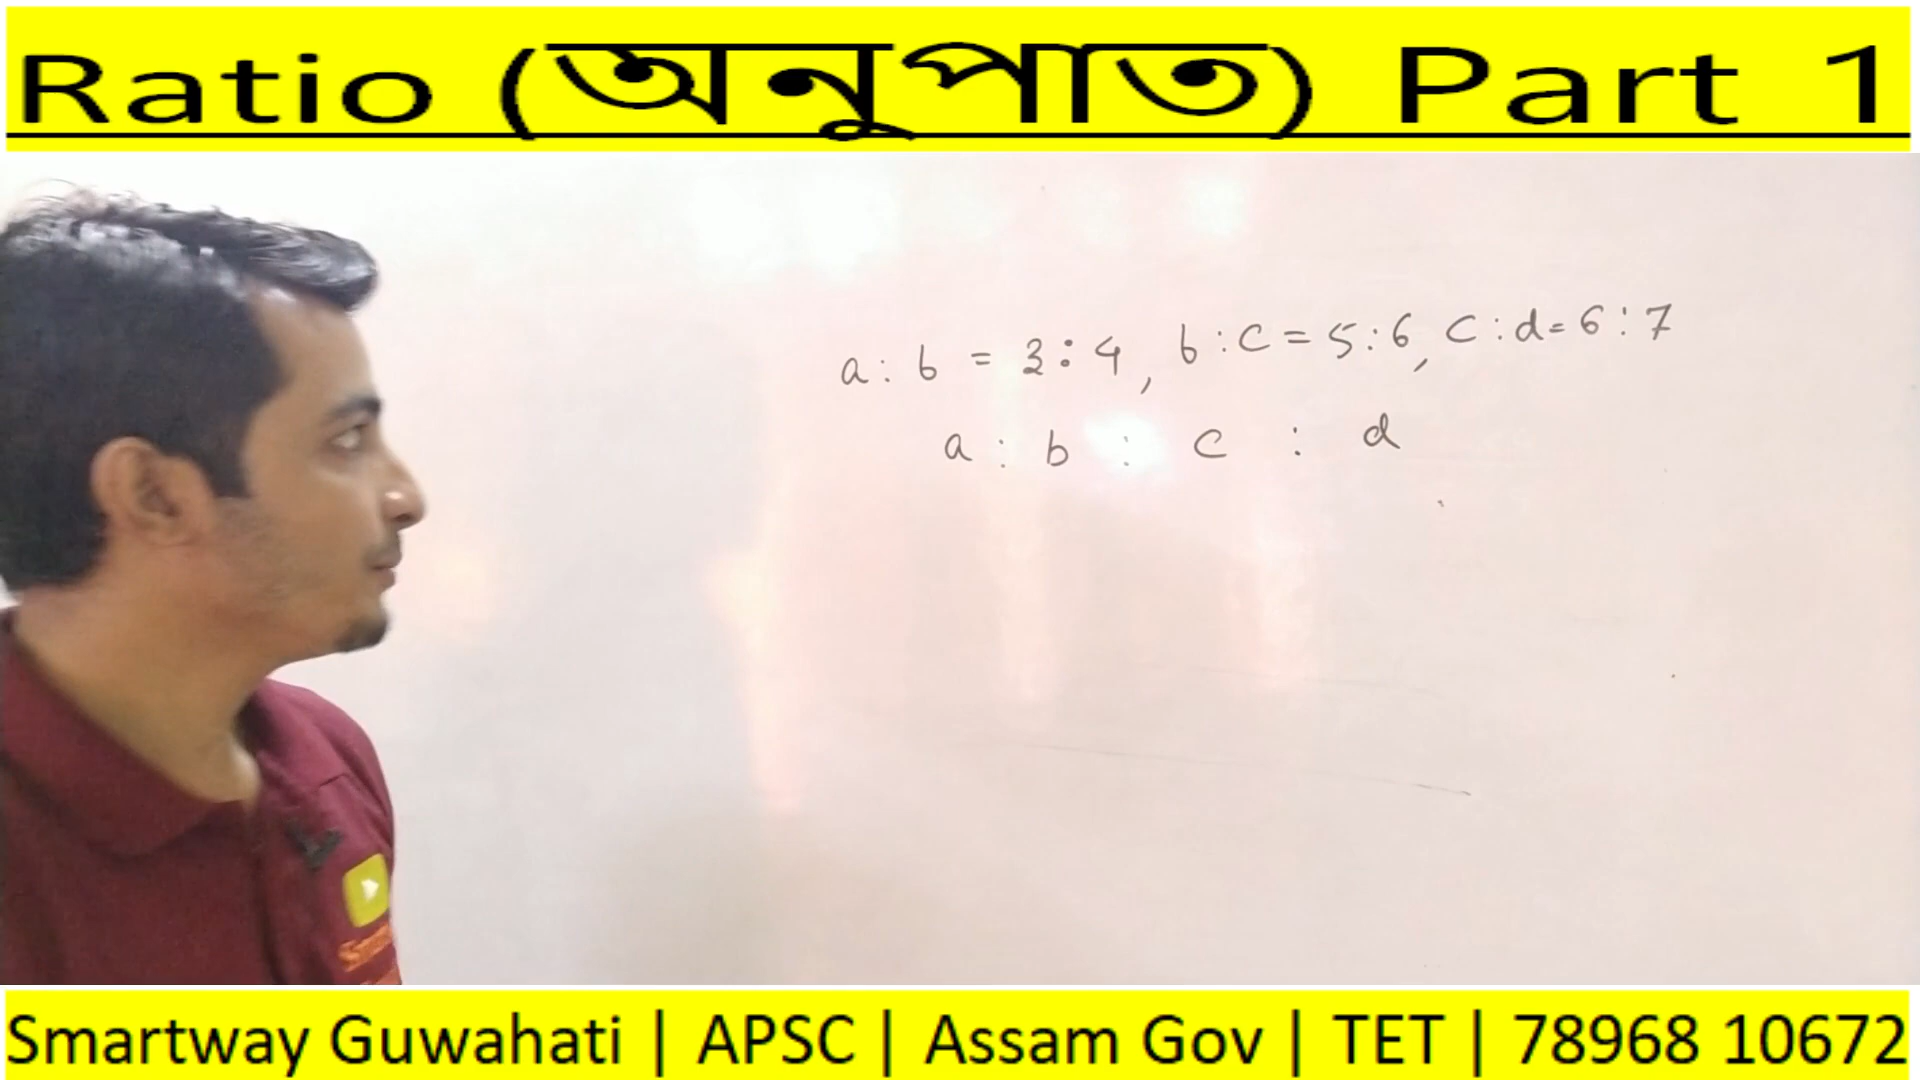 Ratio (অনুপাত) Part 1
a : b = 3 : 4 , b : c = 5 : 6 , c : d = 6 : 7
a : b : c : d
Smartway Guwahati | APSC | Assam Gov | TET | 78968 10672